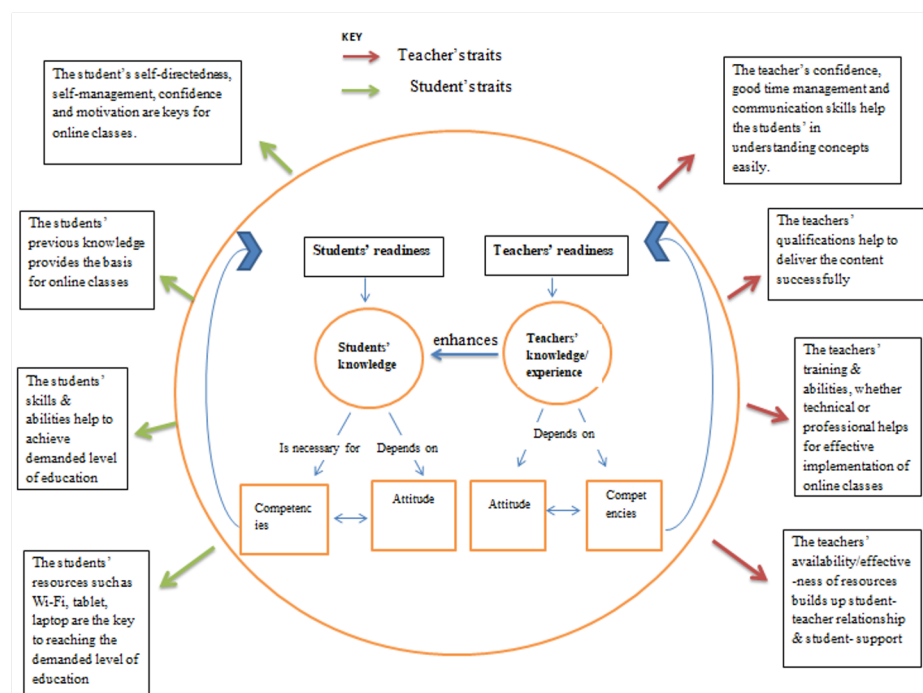 KEY
Teacher's traits
Student's traits
The student's self-directedness,
self-management, confidence
and motivation are keys for
online classes.
The teacher's confidence,
good time management and
communication skills help
the students' in
understanding concepts
easily.
The students'
previous knowledge
provides the basis
for online classes
The teachers'
qualifications help to
deliver the content
successfully
Students' readiness
Teachers' readiness
Students'
knowledge
enhances
Teachers'
knowledge/
experience
The students'
skills &
abilities help to
achieve
demanded level
of education
The teachers'
training &
abilities, whether
technical or
professional helps
for effective
implementation of
online classes
Is necessary for
Depends on
Depends on
Competenc
ies
Attitude
Attitude
Compet
encies
The students'
resources such as
Wi-Fi, tablet,
laptop are the key
to reaching the
demanded level of
education
The teachers'
availability/effective
-ness of resources
builds up student-
teacher relationship
& student- support